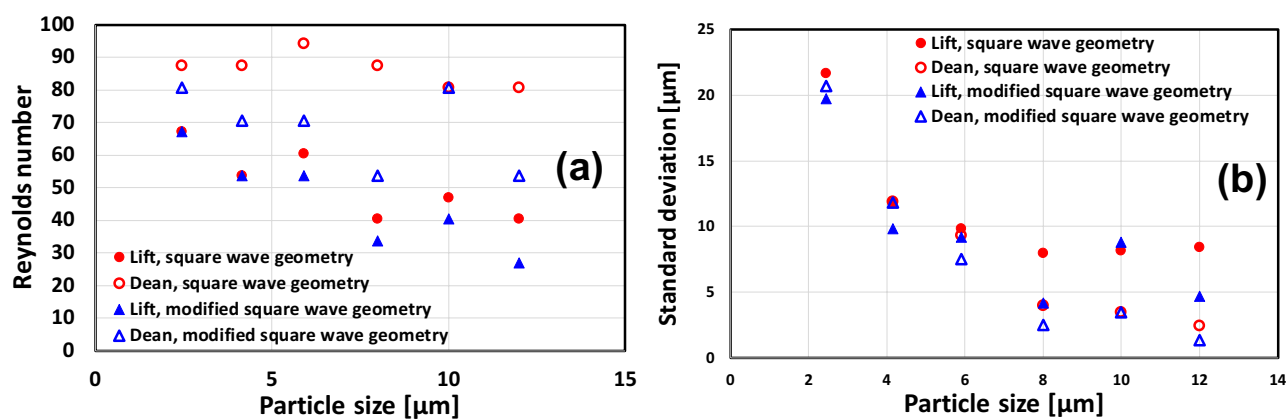 100
90
80
70
60
50
40
30
20
10
0
Reynolds number
(a)
Lift, square wave geometry
Dean, square wave geometry
Lift, modified square wave geometry
Dean, modified square wave geometry
0 5 10 15
Particle size [µm]
25
20
15
10
5
0
Standard deviation [µm]
Lift, square wave geometry
Dean, square wave geometry
Lift, modified square wave geometry
Dean, modified square wave geometry
(b)
0 2 4 6 8 10 12 14
Particle size [µm]